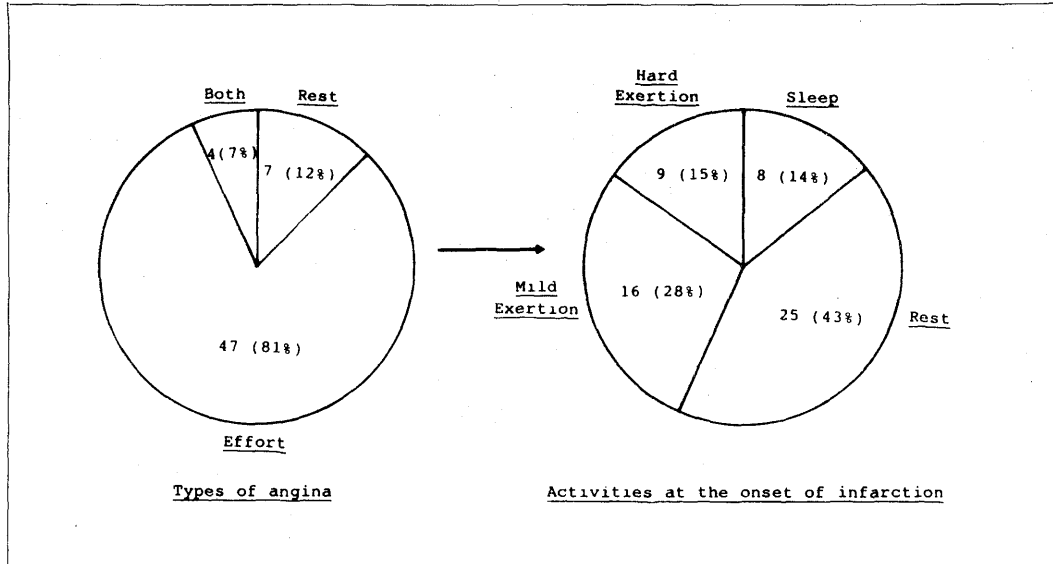 Both
Rest
4(7%)
7 (12%)
47 (81%)
Effort
Types of angina
Hard
Exertion
Sleep
9 (15%)
8 (14%)
16 (28%)
25 (43%)
Mild
Exertion
Rest
Activities at the onset of infarction